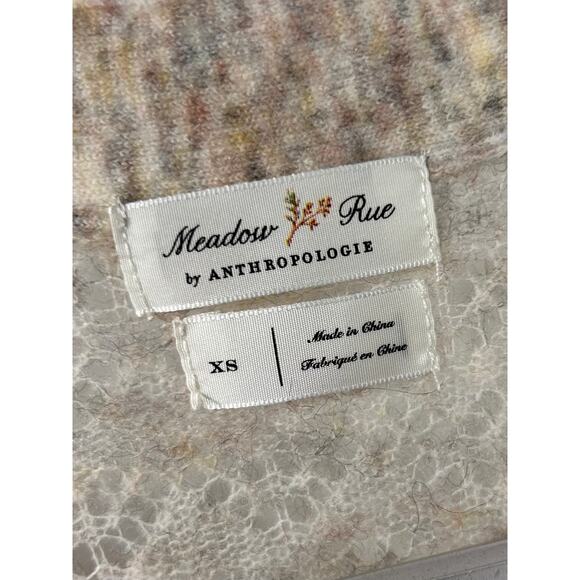 Meadow Rue
by ANTHROPOLOGIE
XS
Made in China
Fabriqué en Chine